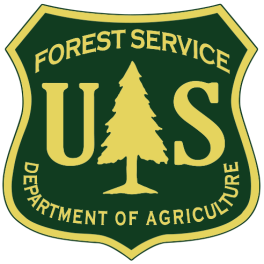 FOREST SERVICE
U S
DEPARTMENT OF AGRICULTURE